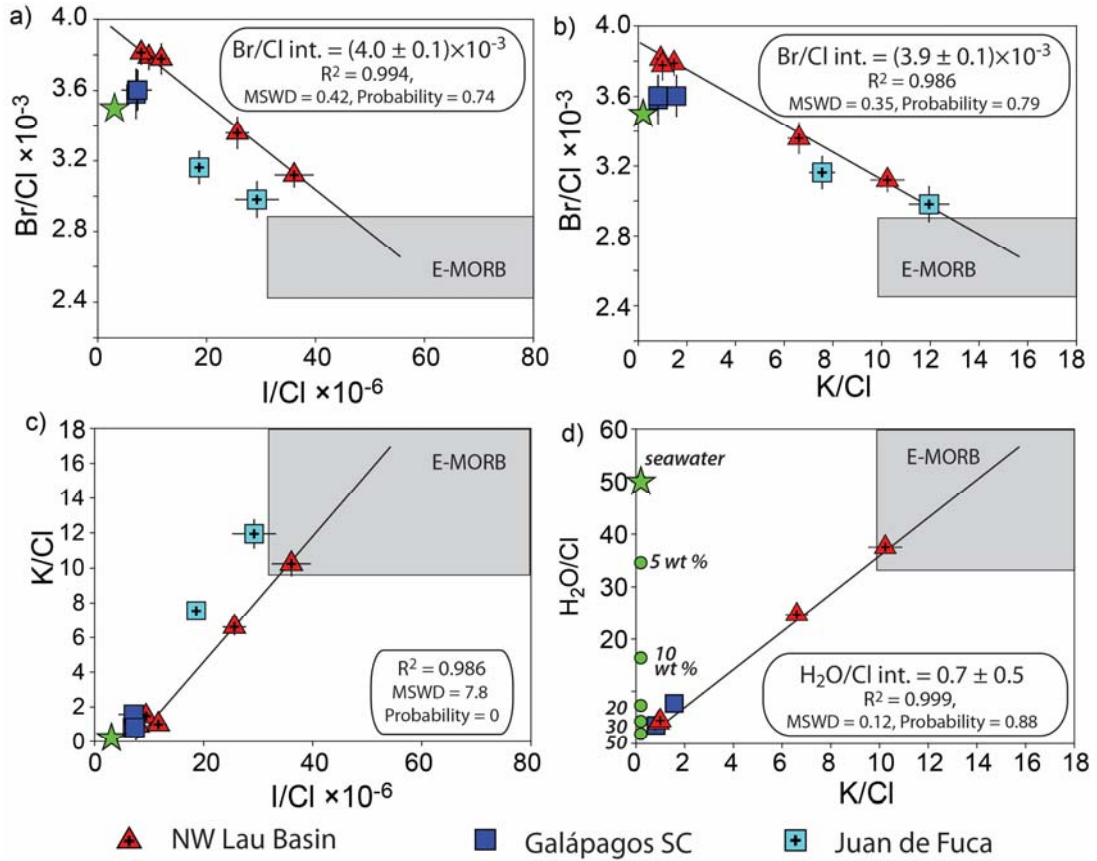 a)
4.0
3.6
3.2
2.8
2.4
Br/Cl ×10⁻³
Br/Cl int. = (4.0 ± 0.1)×10⁻³
R² = 0.994,
MSWD = 0.42, Probability = 0.74
E-MORB
0 20 40 60 80
I/Cl ×10⁻⁶
b)
4.0
3.6
3.2
2.8
2.4
Br/Cl ×10⁻³
Br/Cl int. = (3.9 ± 0.1)×10⁻³
R² = 0.986
MSWD = 0.35, Probability = 0.79
E-MORB
0 2 4 6 8 10 12 14 16 18
K/Cl
c)
18
16
14
12
10
8
6
4
2
0
K/Cl
E-MORB
R² = 0.986
MSWD = 7.8
Probability = 0
0 20 40 60 80
I/Cl ×10⁻⁶
d)
60
50
40
30
20
H₂O/Cl
seawater
5 wt %
10
wt %
20
30
50
E-MORB
H₂O/Cl int. = 0.7 ± 0.5
R² = 0.999,
MSWD = 0.12, Probability = 0.88
0 2 4 6 8 10 12 14 16 18
K/Cl
NW Lau Basin Galápagos SC Juan de Fuca